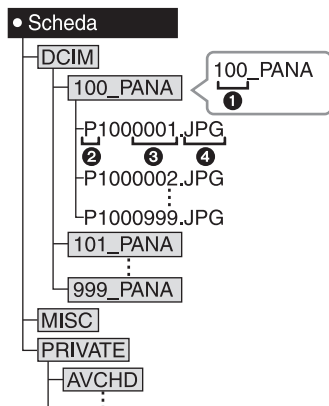 • Scheda
DCIM
100_PANA
100_PANA
❶
P1000001.JPG
❷ ❸ ❹
P1000002.JPG
P1000999.JPG
101_PANA
999_PANA
MISC
PRIVATE
AVCHD